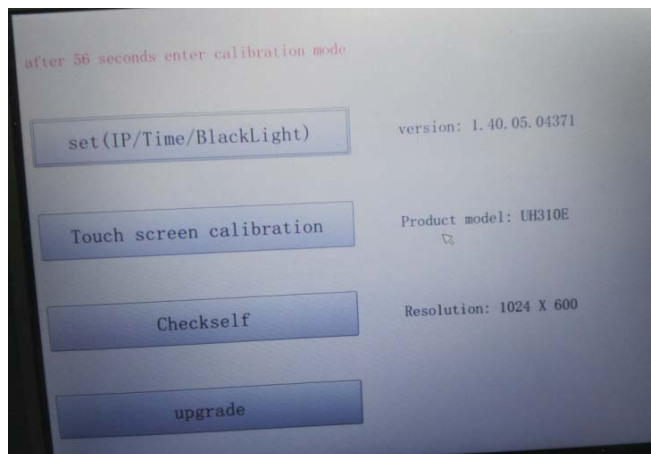 after 56 seconds enter calibration mode
set(IP/Time/BlackLight)
version: 1.40.05.04371
Touch screen calibration
Product model: UH310E
Checkself
Resolution: 1024 X 600
upgrade